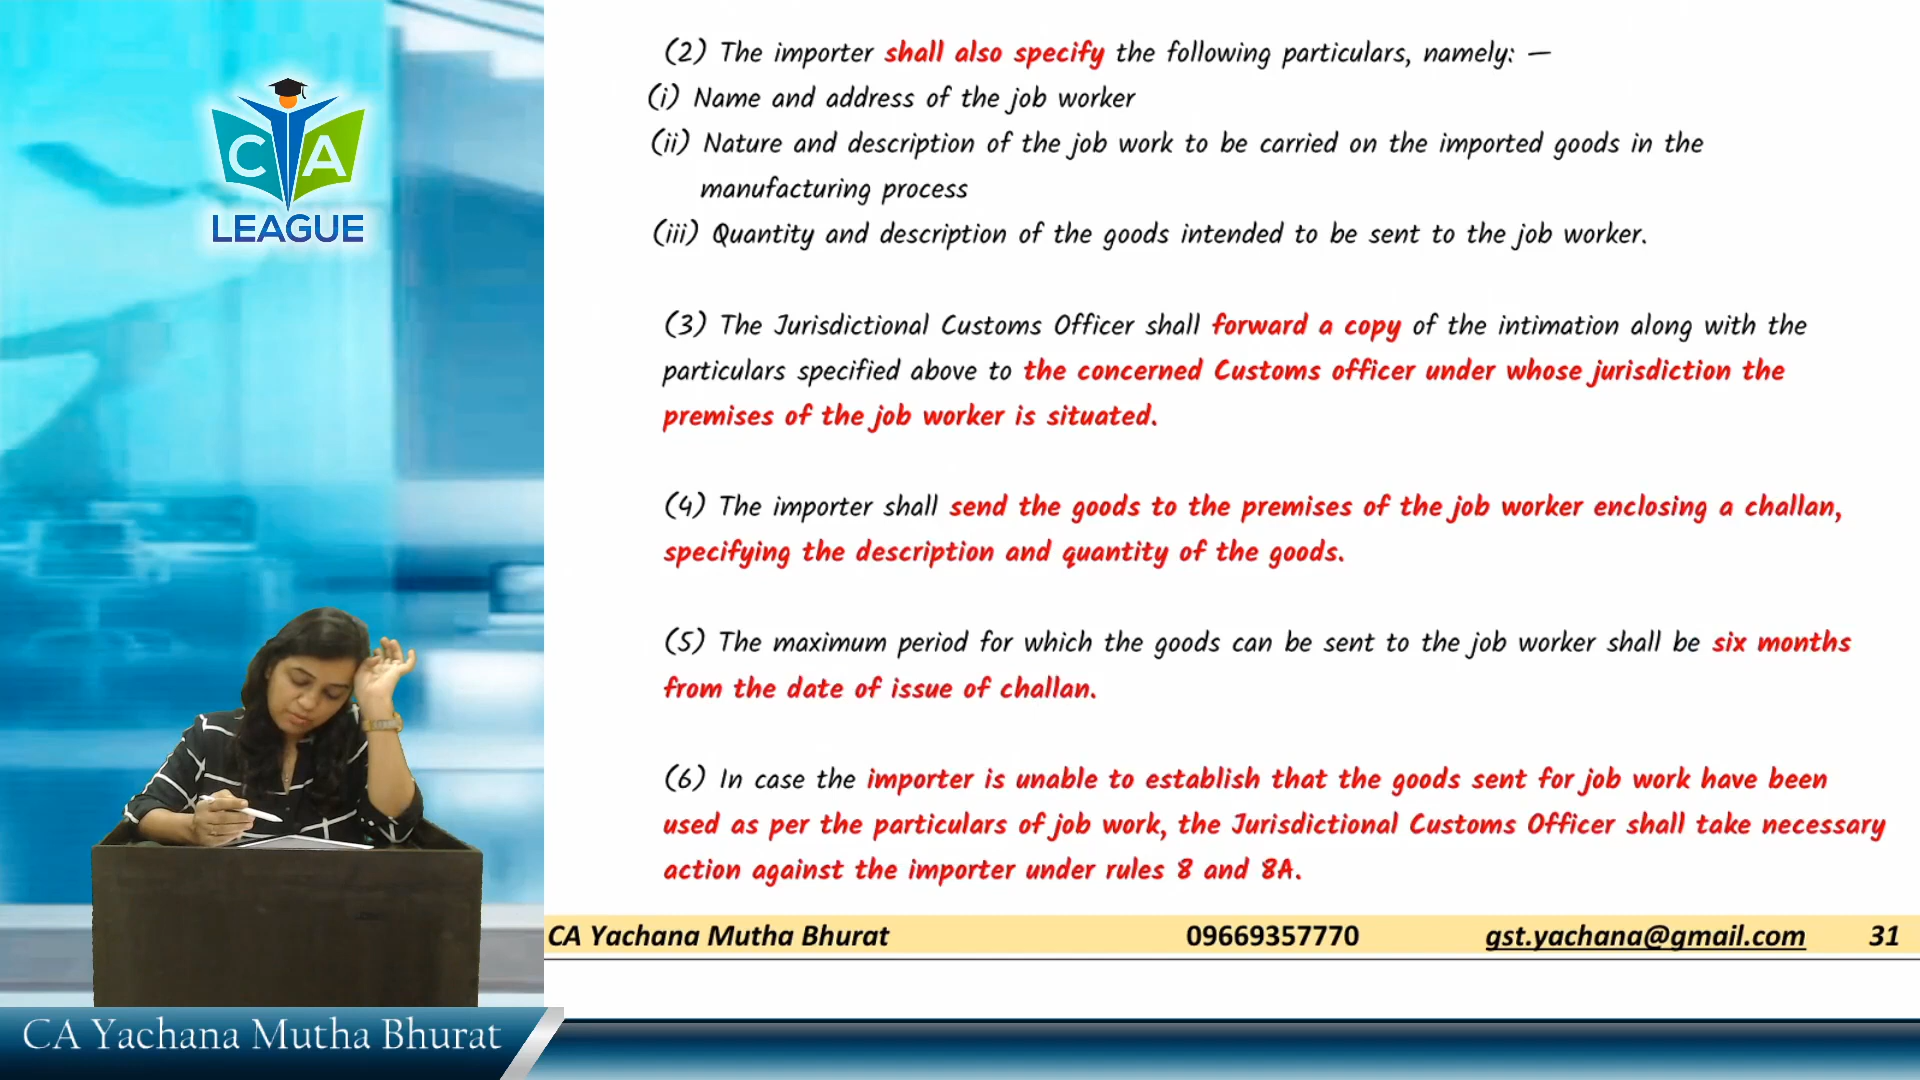 CA
LEAGUE
(2) The importer shall also specify the following particulars, namely: —
(i) Name and address of the job worker
(ii) Nature and description of the job work to be carried on the imported goods in the
manufacturing process
(iii) Quantity and description of the goods intended to be sent to the job worker.
(3) The Jurisdictional Customs Officer shall forward a copy of the intimation along with the
particulars specified above to the concerned Customs officer under whose jurisdiction the
premises of the job worker is situated.
(4) The importer shall send the goods to the premises of the job worker enclosing a challan,
specifying the description and quantity of the goods.
(5) The maximum period for which the goods can be sent to the job worker shall be six months
from the date of issue of challan.
(6) In case the importer is unable to establish that the goods sent for job work have been
used as per the particulars of job work, the Jurisdictional Customs Officer shall take necessary
action against the importer under rules 8 and 8A.
CA Yachana Mutha Bhurat 09669357770 gst.yachana@gmail.com 31
CA Yachana Mutha Bhurat